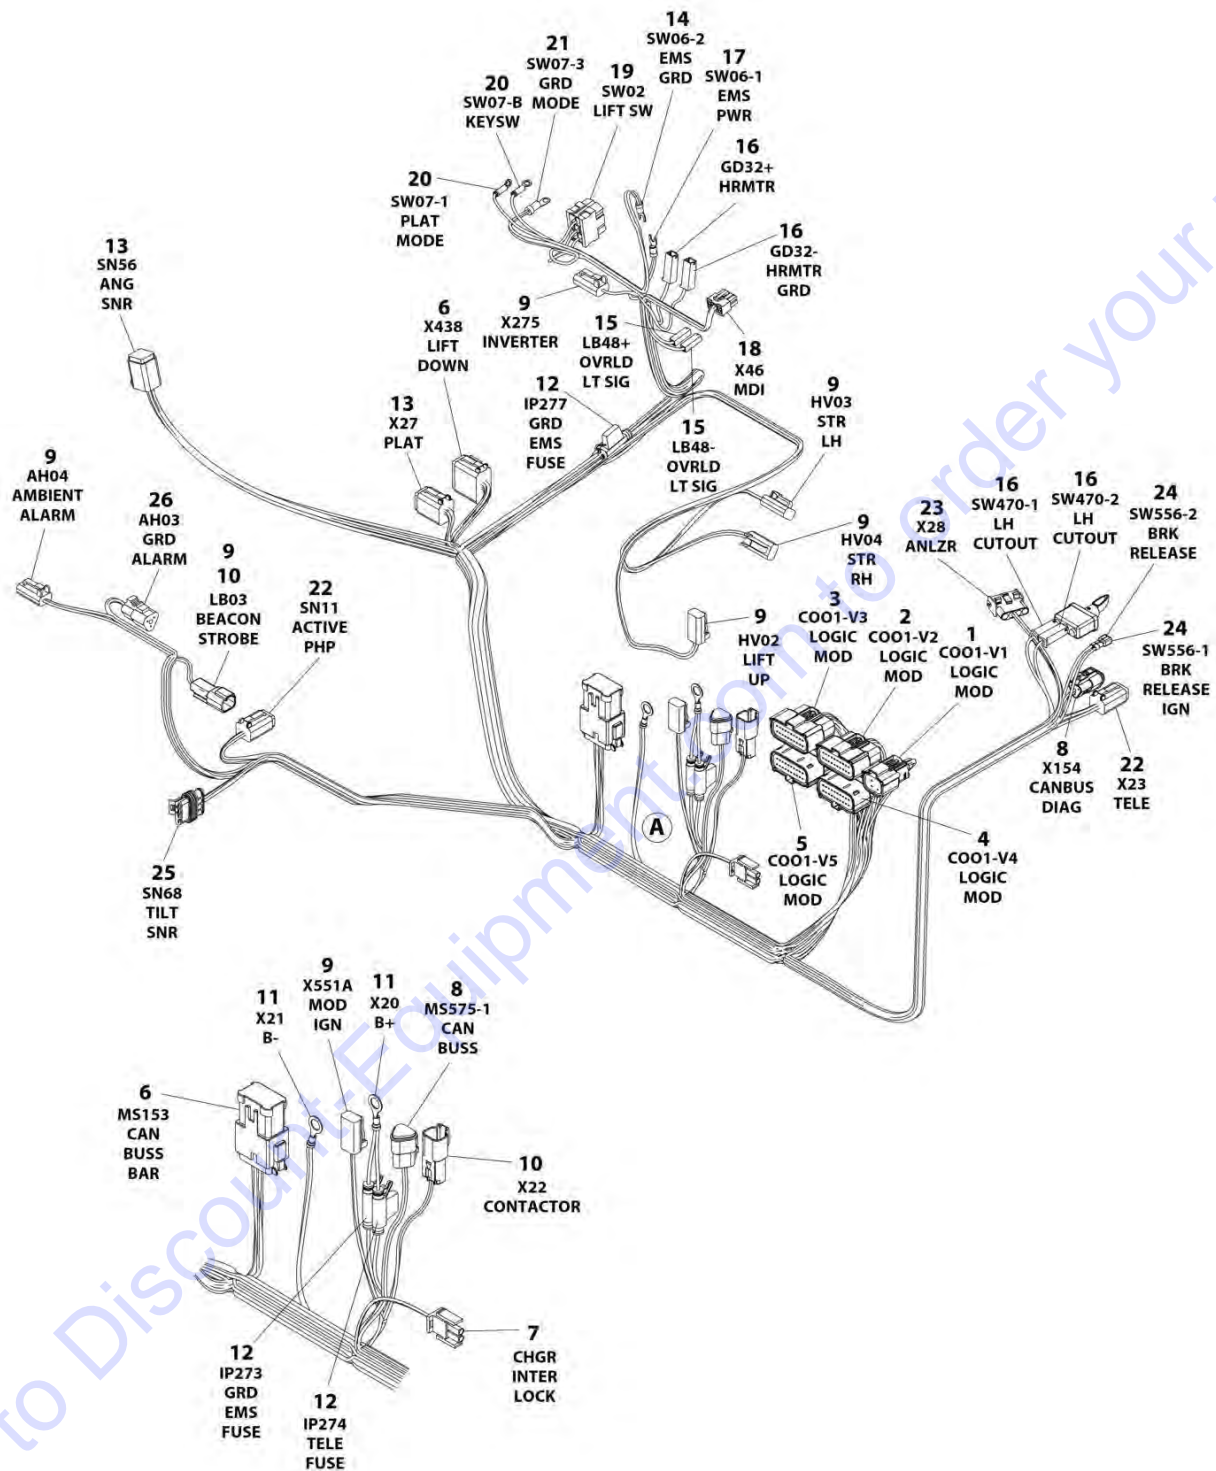 14
SW06-2
EMS
GRD
21
SW07-3
GRD
MODE
17
SW06-1
EMS
PWR
19
SW02
LIFT SW
20
SW07-B
KEYSW
16
GD32+
HRMTR
20
SW07-1
PLAT
MODE
16
GD32-
HRMTR
GRD
13
SN56
ANG
SNR
9
X275
INVERTER
6
X438
LIFT
DOWN
15
LB48+
OVRLD
LT SIG
18
X46
MDI
12
IP277
GRD
EMS
FUSE
9
HV03
STR
LH
13
X27
PLAT
15
LB48-
OVRLD
LT SIG
9
AH04
AMBIENT
ALARM
26
AH03
GRD
ALARM
16
SW470-1
LH
CUTOUT
16
SW470-2
LH
CUTOUT
24
SW556-2
BRK
RELEASE
23
X28
ANLZR
9
HV04
STR
RH
9
10
LB03
BEACON
STROBE
22
SN11
ACTIVE
PHP
3
COO1-V3
LOGIC
MOD
2
COO1-V2
LOGIC
MOD
1
COO1-V1
LOGIC
MOD
9
HV02
LIFT
UP
24
SW556-1
BRK
RELEASE
IGN
8
X154
CANBUS
DIAG
22
X23
TELE
A
5
COO1-V5
LOGIC
MOD
4
COO1-V4
LOGIC
MOD
25
SN68
TILT
SNR
9
X551A
MOD
IGN
11
X21
B-
11
X20
B+
8
MS575-1
CAN
BUSS
6
MS153
CAN
BUSS
BAR
10
X22
CONTACTOR
7
CHGR
INTER
LOCK
12
IP273
GRD
EMS
FUSE
12
IP274
TELE
FUSE
to Discount-Equipment.com to order your